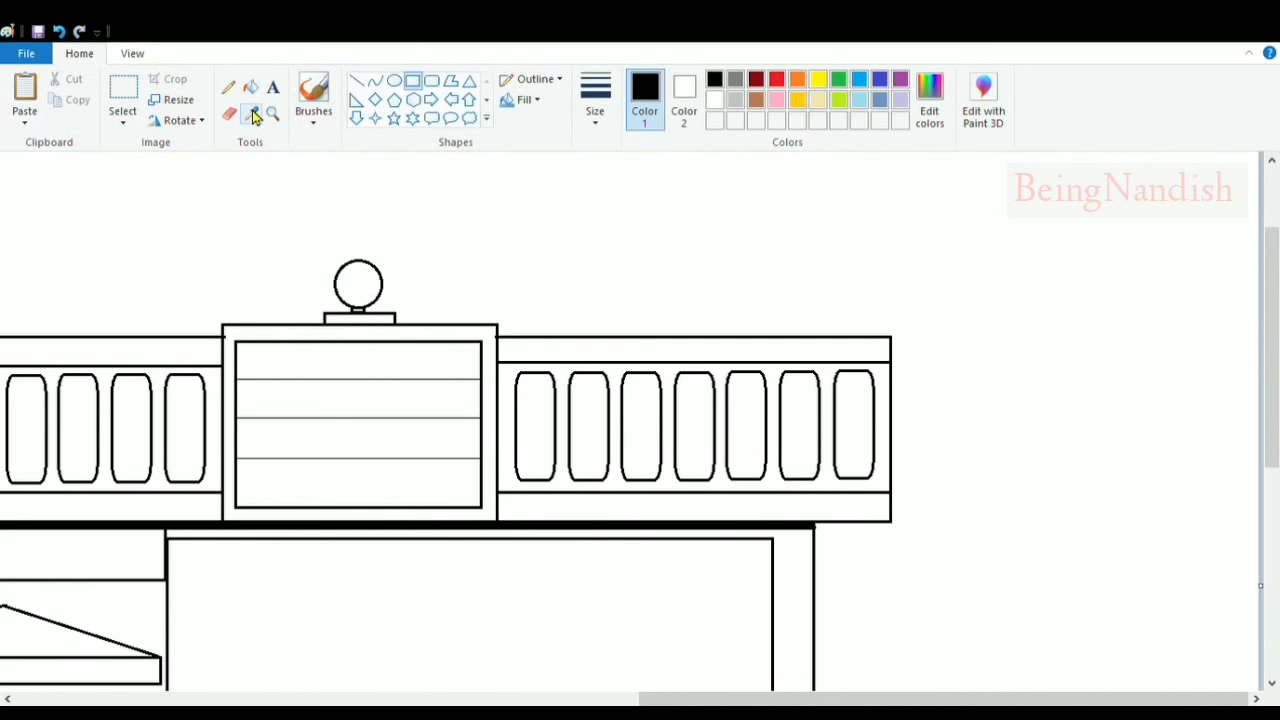 File Home View
Paste
Cut
Copy
Clipboard
Select
Crop
Resize
Rotate
Image
A
Tools
Brushes
Outline
Fill
Shapes
Size
Color 1
Color 2
Edit colors
Colors
Edit with Paint 3D
?
BeingNandish